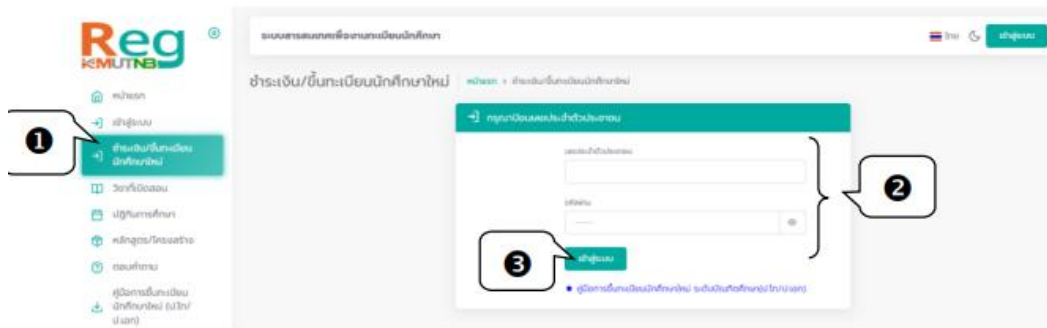 Reg
KMUTNB
ระบบสารสนเทศเพื่องานทะเบียนนักศึกษา
ไทย
เข้าสู่ระบบ
ชำระเงิน/ขึ้นทะเบียนนักศึกษาใหม่
หน้าแรก › ชำระเงิน/ขึ้นทะเบียนนักศึกษาใหม่
หน้าแรก
เข้าสู่ระบบ
ชำระเงิน/ขึ้นทะเบียน
นักศึกษาใหม่
วิชาที่เปิดสอน
ปฏิทินการศึกษา
หลักสูตร/โครงสร้าง
ตอบคำถาม
คู่มือการขึ้นทะเบียน
นักศึกษาใหม่ (ป.โท/
ป.เอก)
❶
กรุณาป้อนเลขประจำตัวประชาชน
เลขประจำตัวประชาชน
รหัสผ่าน
❷
เข้าสู่ระบบ
❸
คู่มือการขึ้นทะเบียนนักศึกษาใหม่ ระดับบัณฑิตศึกษา(ป.โท/ป.เอก)